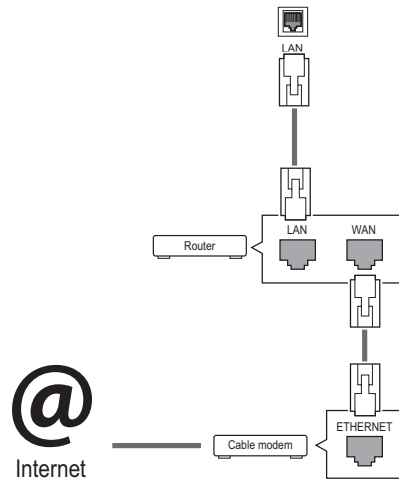 LAN
LAN
WAN
Router
ETHERNET
@
Cable modem
Internet